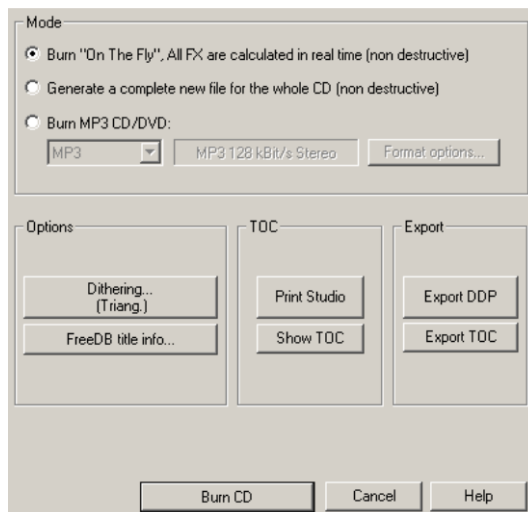 Mode
Burn "On The Fly", All FX are calculated in real time (non destructive)
Generate a complete new file for the whole CD (non destructive)
Burn MP3 CD/DVD:
MP3
MP3 128 kBit/s Stereo
Format options...
Options
TOC
Export
Dithering...
(Triang.)
Print Studio
Export DDP
FreeDB title info...
Show TOC
Export TOC
Burn CD
Cancel
Help